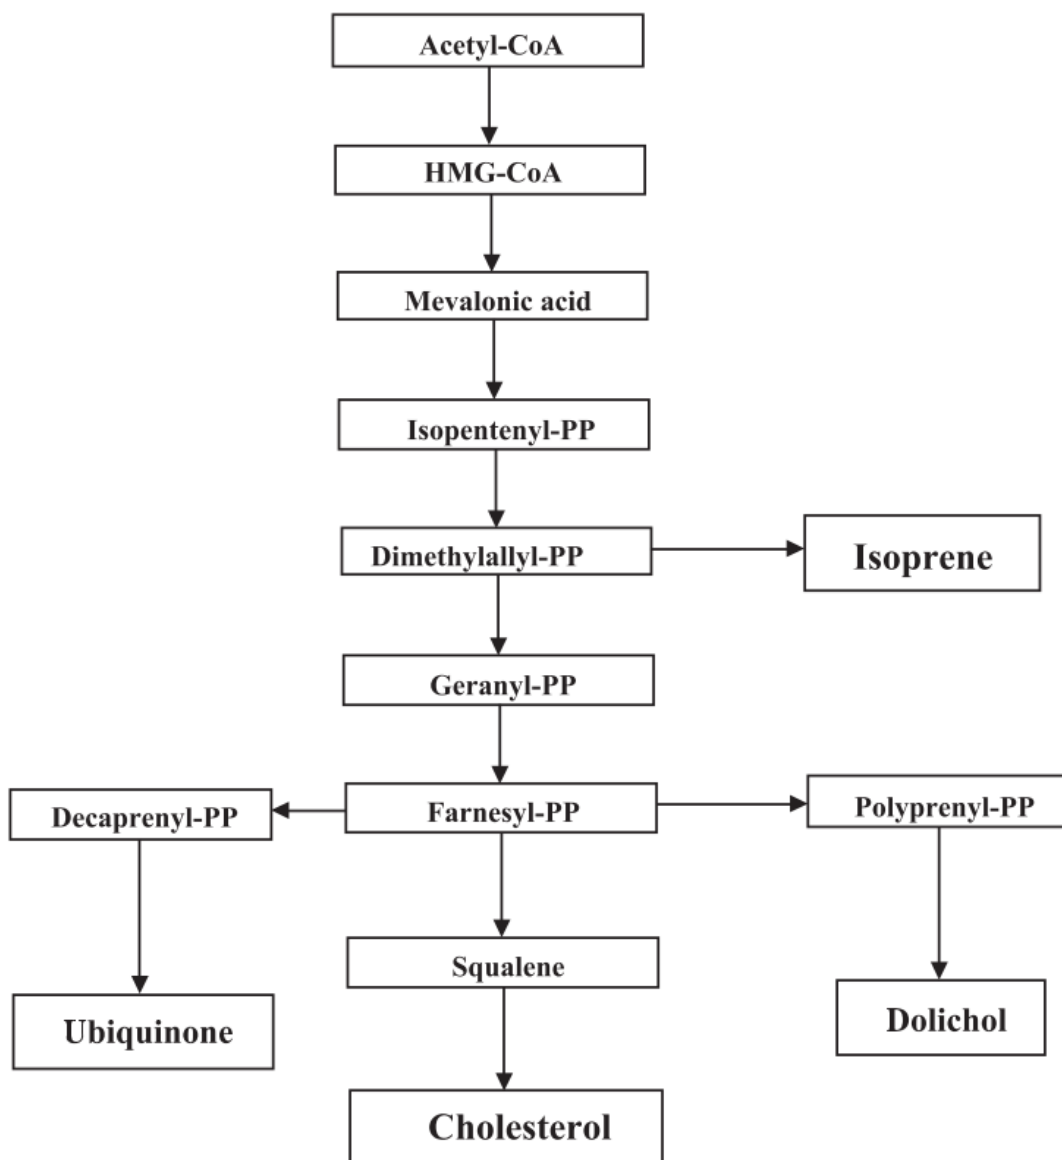 Acetyl-CoA
HMG-CoA
Mevalonic acid
Isopentenyl-PP
Dimethylallyl-PP
Isoprene
Geranyl-PP
Decaprenyl-PP
Farnesyl-PP
Polyprenyl-PP
Squalene
Ubiquinone
Dolichol
Cholesterol